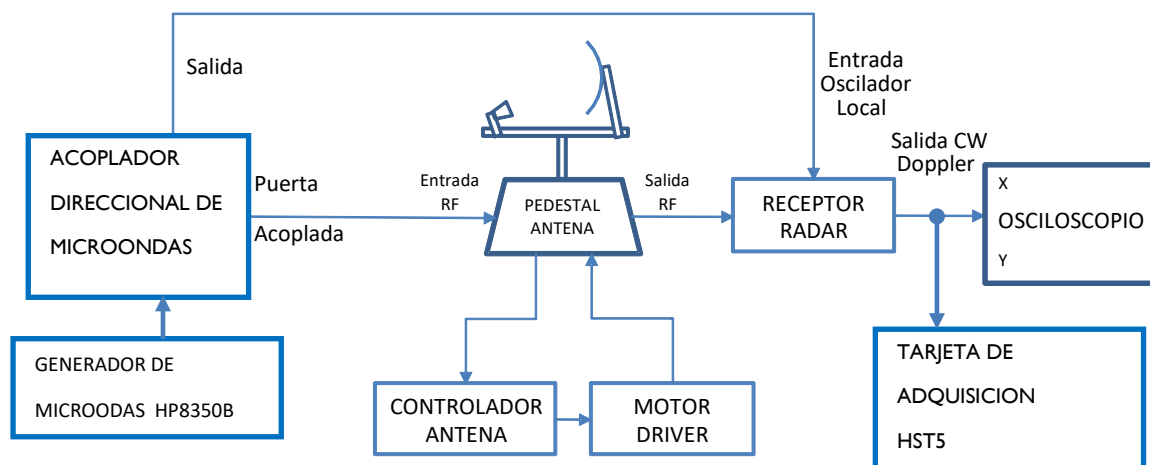 Salida
Entrada
Oscilador
Local
Salida CW
Doppler
ACOPLADOR
DIRECCIONAL DE
MICROONDAS
Puerta
Acoplada
Entrada
RF
PEDESTAL
ANTENA
Salida
RF
RECEPTOR
RADAR
X
OSCILOSCOPIO
Y
GENERADOR DE
MICROODAS HP8350B
CONTROLADOR
ANTENA
MOTOR
DRIVER
TARJETA DE
ADQUISICION
HST5